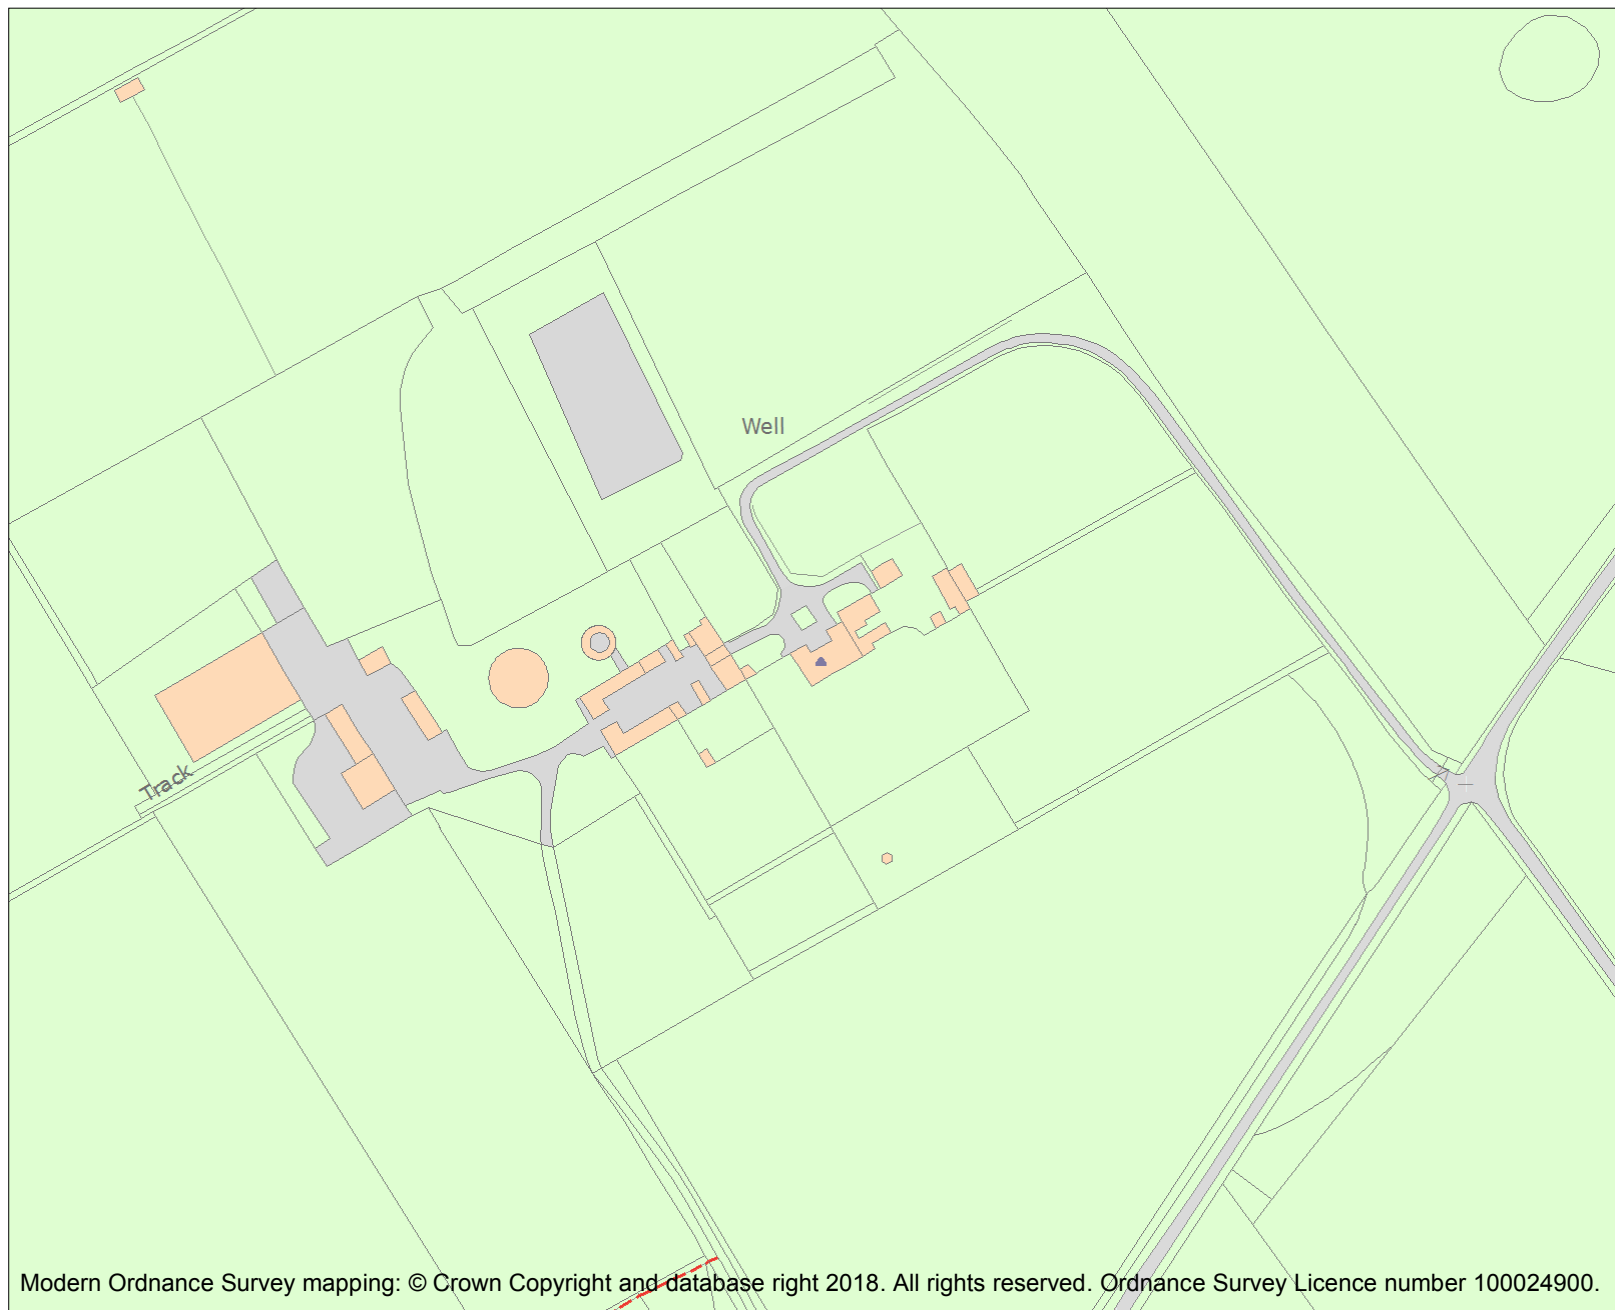 Well
Track
Modern Ordnance Survey mapping: © Crown Copyright and database right 2018. All rights reserved. Ordnance Survey Licence number 100024900.